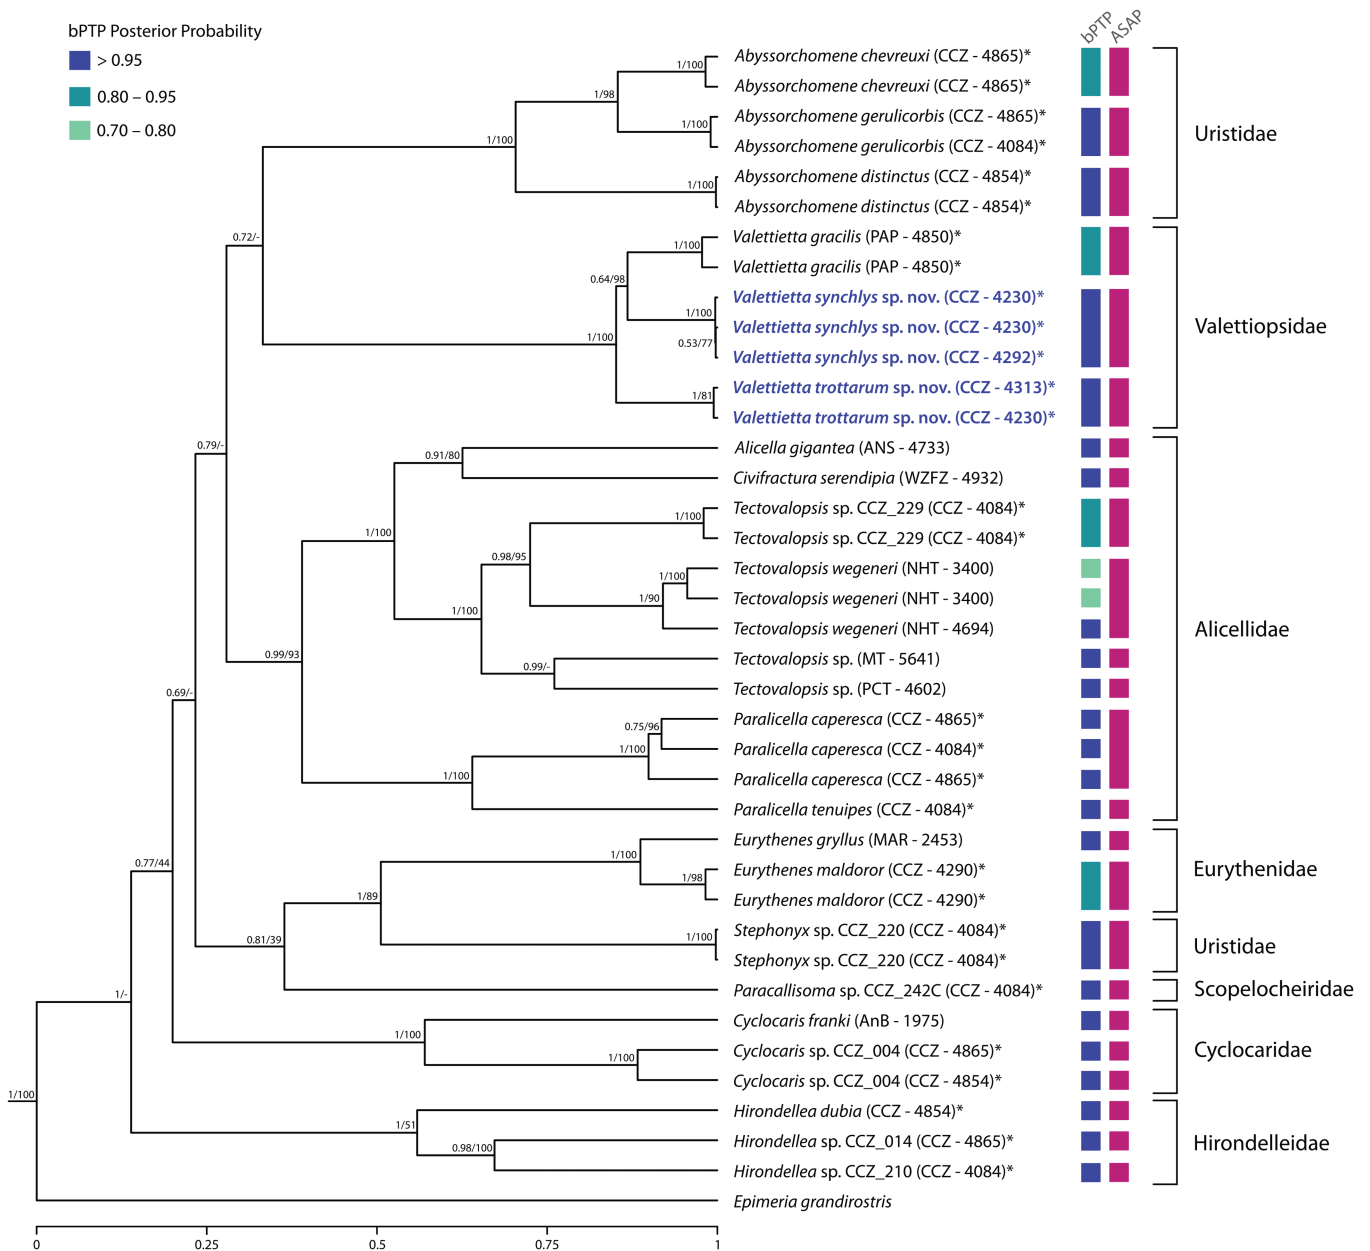 bPTP Posterior Probability
> 0.95
0.80 – 0.95
0.70 – 0.80
bPTP
ASAP
Abyssorchomene chevreuxi (CCZ - 4865)*
Abyssorchomene chevreuxi (CCZ - 4865)*
Abyssorchomene gerulicorbis (CCZ - 4865)*
Abyssorchomene gerulicorbis (CCZ - 4084)*
Abyssorchomene distinctus (CCZ - 4854)*
Abyssorchomene distinctus (CCZ - 4854)*
Valettietta gracilis (PAP - 4850)*
Valettietta gracilis (PAP - 4850)*
Valettietta synchlys sp. nov. (CCZ - 4230)*
Valettietta synchlys sp. nov. (CCZ - 4230)*
Valettietta synchlys sp. nov. (CCZ - 4292)*
Valettietta trottarum sp. nov. (CCZ - 4313)*
Valettietta trottarum sp. nov. (CCZ - 4230)*
Alicella gigantea (ANS - 4733)
Civifractura serendipia (WZFZ - 4932)
Tectovalopsis sp. CCZ_229 (CCZ - 4084)*
Tectovalopsis sp. CCZ_229 (CCZ - 4084)*
Tectovalopsis wegeneri (NHT - 3400)
Tectovalopsis wegeneri (NHT - 3400)
Tectovalopsis wegeneri (NHT - 4694)
Tectovalopsis sp. (MT - 5641)
Tectovalopsis sp. (PCT - 4602)
Paralicella caperesca (CCZ - 4865)*
Paralicella caperesca (CCZ - 4084)*
Paralicella caperesca (CCZ - 4865)*
Paralicella tenuipes (CCZ - 4084)*
Eurythenes gryllus (MAR - 2453)
Eurythenes maldoror (CCZ - 4290)*
Eurythenes maldoror (CCZ - 4290)*
Stephonyx sp. CCZ_220 (CCZ - 4084)*
Stephonyx sp. CCZ_220 (CCZ - 4084)*
Paracallisoma sp. CCZ_242C (CCZ - 4084)*
Cyclocaris franki (AnB - 1975)
Cyclocaris sp. CCZ_004 (CCZ - 4865)*
Cyclocaris sp. CCZ_004 (CCZ - 4854)*
Hirondellea dubia (CCZ - 4854)*
Hirondellea sp. CCZ_014 (CCZ - 4865)*
Hirondellea sp. CCZ_210 (CCZ - 4084)*
Epimeria grandirostris
Uristidae
Valettiopsidae
Alicellidae
Eurythenidae
Uristidae
Scopelocheiridae
Cyclocaridae
Hirondelleidae
1/100
1/98
1/100
1/100
1/100
0.72/-
1/100
0.64/98
1/100
1/100
0.53/77
1/81
0.79/-
0.91/80
1/100
1/100
0.98/95
1/100
1/90
1/100
0.99/-
0.99/93
0.69/-
0.75/96
1/100
1/100
0.77/44
1/100
1/98
1/89
1/100
0.81/39
1/-
1/100
1/100
1/100
1/51
0.98/100
0
0.25
0.5
0.75
1